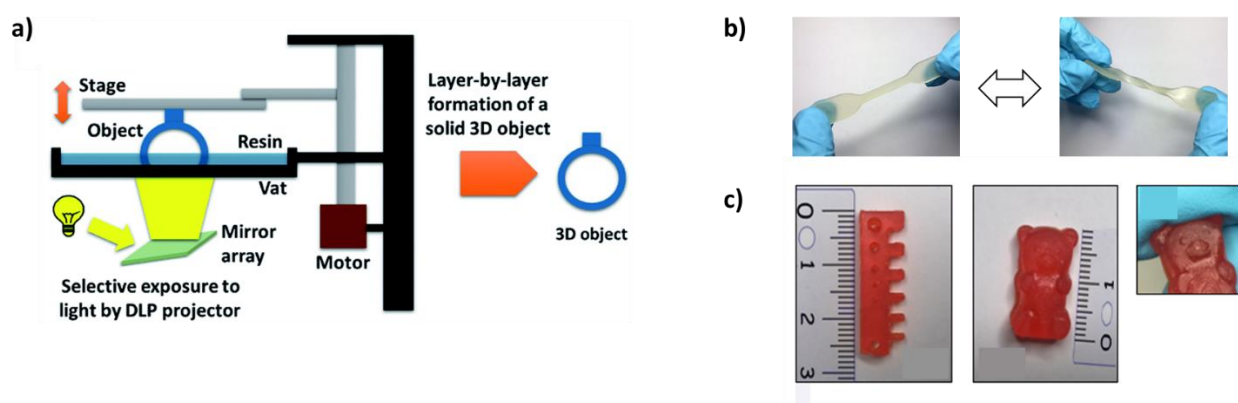 a)
Stage
Object
Resin
Vat
Mirror
array
Motor
Selective exposure to
light by DLP projector
Layer-by-layer
formation of a
solid 3D object
3D object
b)
c)
0
1
2
3
1
0